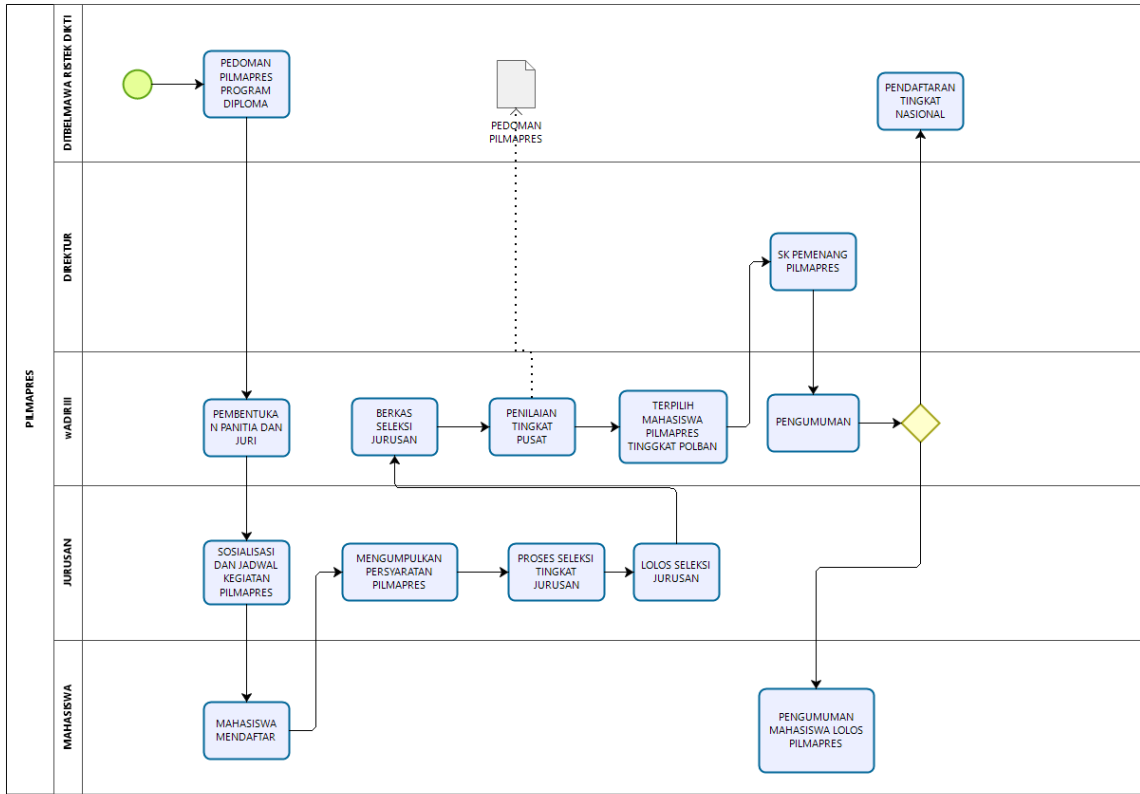 PILMAPRES
DITBELMAWA RISTEK DIKTI
PEDOMAN
PILMAPRES
PROGRAM
DIPLOMA
PEDOMAN
PILMAPRES
PENDAFTARAN
TINGKAT
NASIONAL
DIREKTUR
SK PEMENANG
PILMAPRES
wADIRIII
PEMBENTUKA
N PANITIA DAN
JURI
BERKAS
SELEKSI
JURUSAN
PENILAIAN
TINGKAT
PUSAT
TERPILIH
MAHASISWA
PILMAPRES
TINGGKAT POLBAN
PENGUMUMAN
JURUSAN
SOSIALISASI
DAN JADWAL
KEGIATAN
PILMAPRES
MENGUMPULKAN
PERSYARATAN
PILMAPRES
PROSES SELEKSI
TINGKAT
JURUSAN
LOLOS SELEKSI
JURUSAN
MAHASISWA
MAHASISWA
MENDAFTAR
PENGUMUMAN
MAHASISWA LOLOS
PILMAPRES